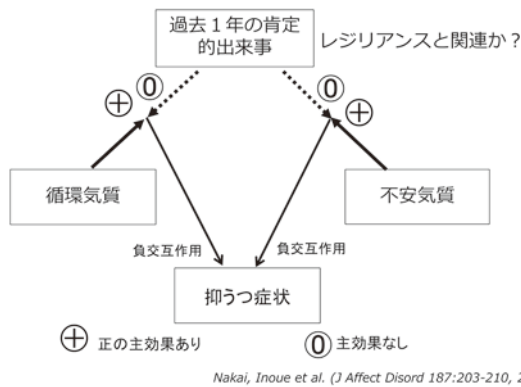 過去１年の肯定
的出来事
レジリアンスと関連か？
⓪
⓪
⊕
⊕
循環気質
不安気質
負交互作用
負交互作用
抑うつ症状
⊕ 正の主効果あり
⓪ 主効果なし
Nakai, Inoue et al. (J Affect Disord 187:203-210, 2